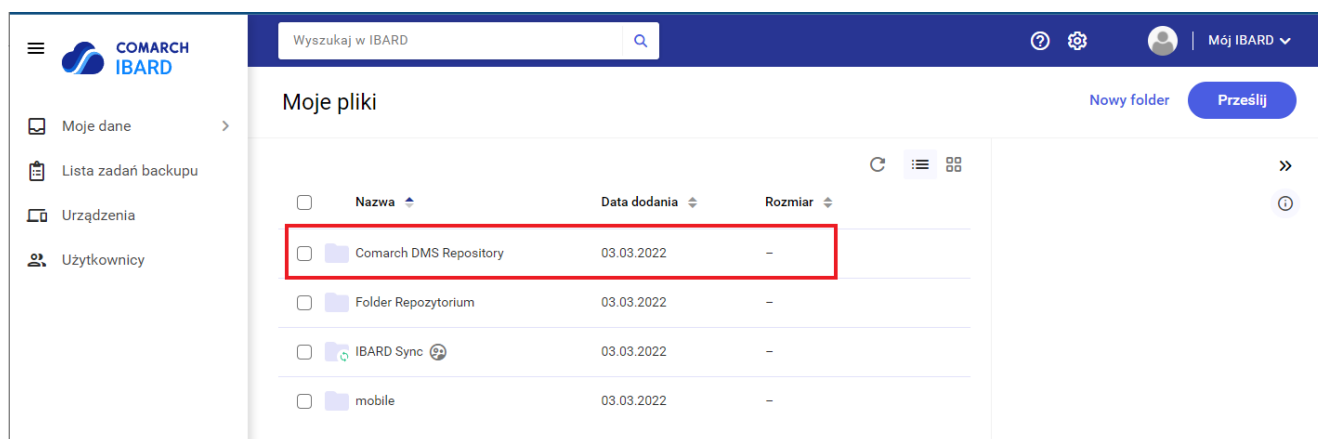 COMARCH
IBARD
Wyszukaj w IBARD
Mój IBARD
Moje pliki
Nowy folder
Prześlij
Moje dane
Lista zadań backupu
Urządzenia
Użytkownicy
Nazwa Data dodania Rozmiar
Comarch DMS Repository 03.03.2022 –
Folder Repozytorium 03.03.2022 –
IBARD Sync 03.03.2022 –
mobile 03.03.2022 –